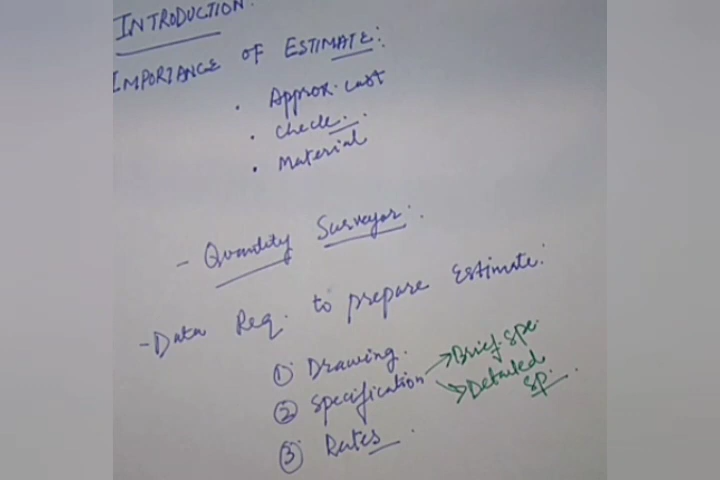 INTRODUCTION.
IMPORTANCE OF ESTIMATE:
• Approx. cost
• Check.
• Material
- Quantity Surveyor:
- Data Req. to prepare Estimate:
① Drawing.
② Specification → Brief. spe.
→ Detailed
sp.
③ Rates.